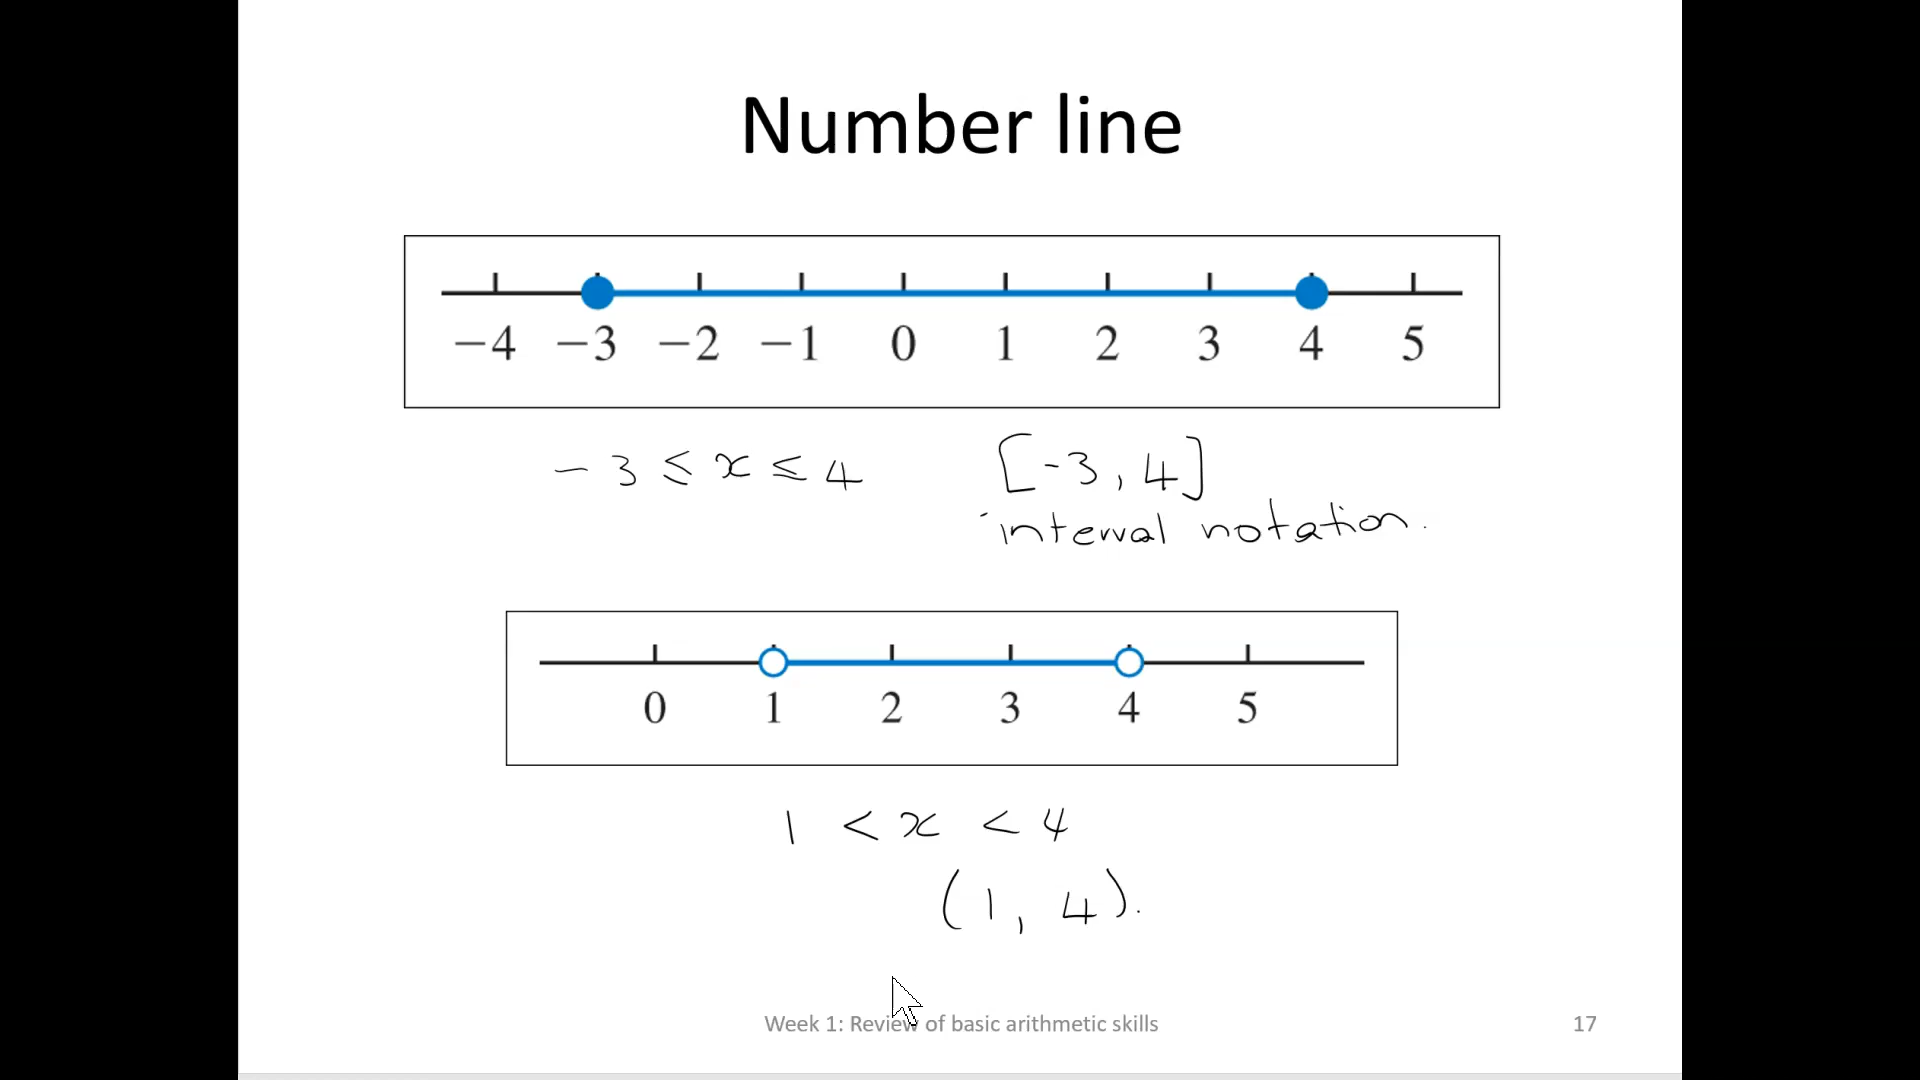 Number line
−4 −3 −2 −1 0 1 2 3 4 5
-3 ≤ x ≤ 4 [-3, 4]
interval notation.
0 1 2 3 4 5
1 < x < 4
(1, 4).
Week 1: Review of basic arithmetic skills 17